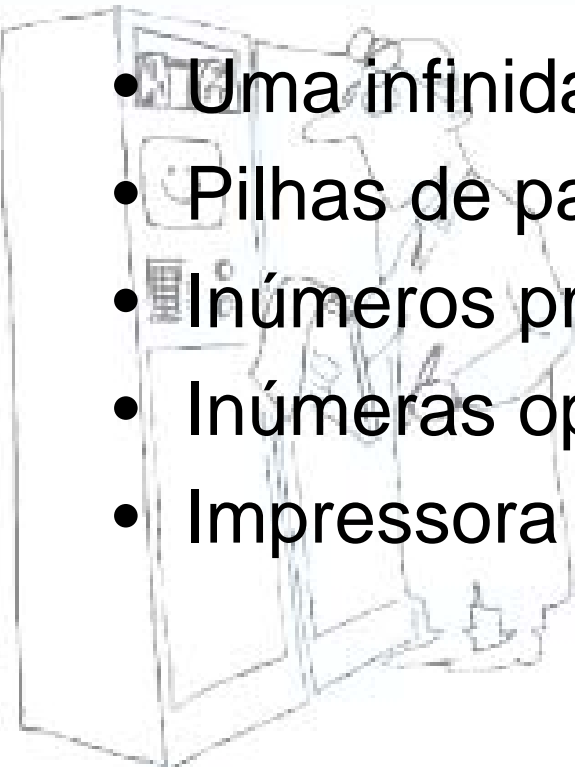 • Uma infinida
• Pilhas de pa
• Inúmeros pr
• Inúmeras op
• Impressora